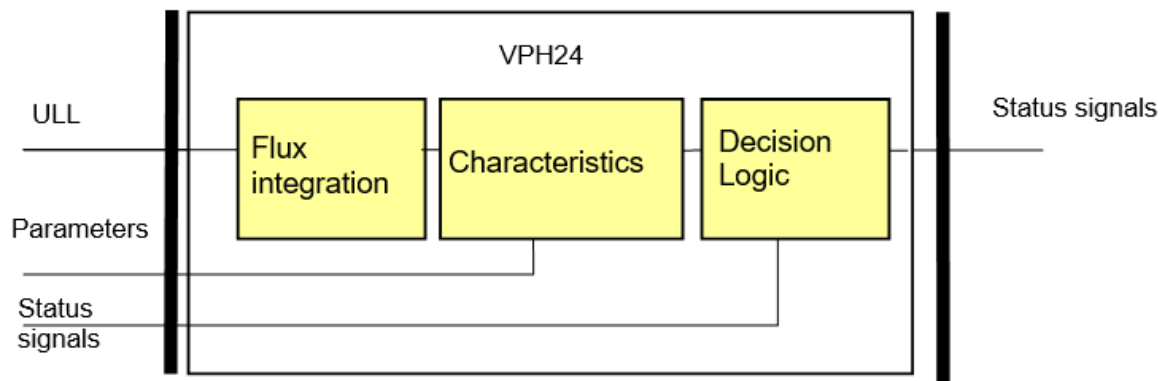 VPH24
ULL
Flux
integration
Characteristics
Decision
Logic
Status signals
Parameters
Status
signals